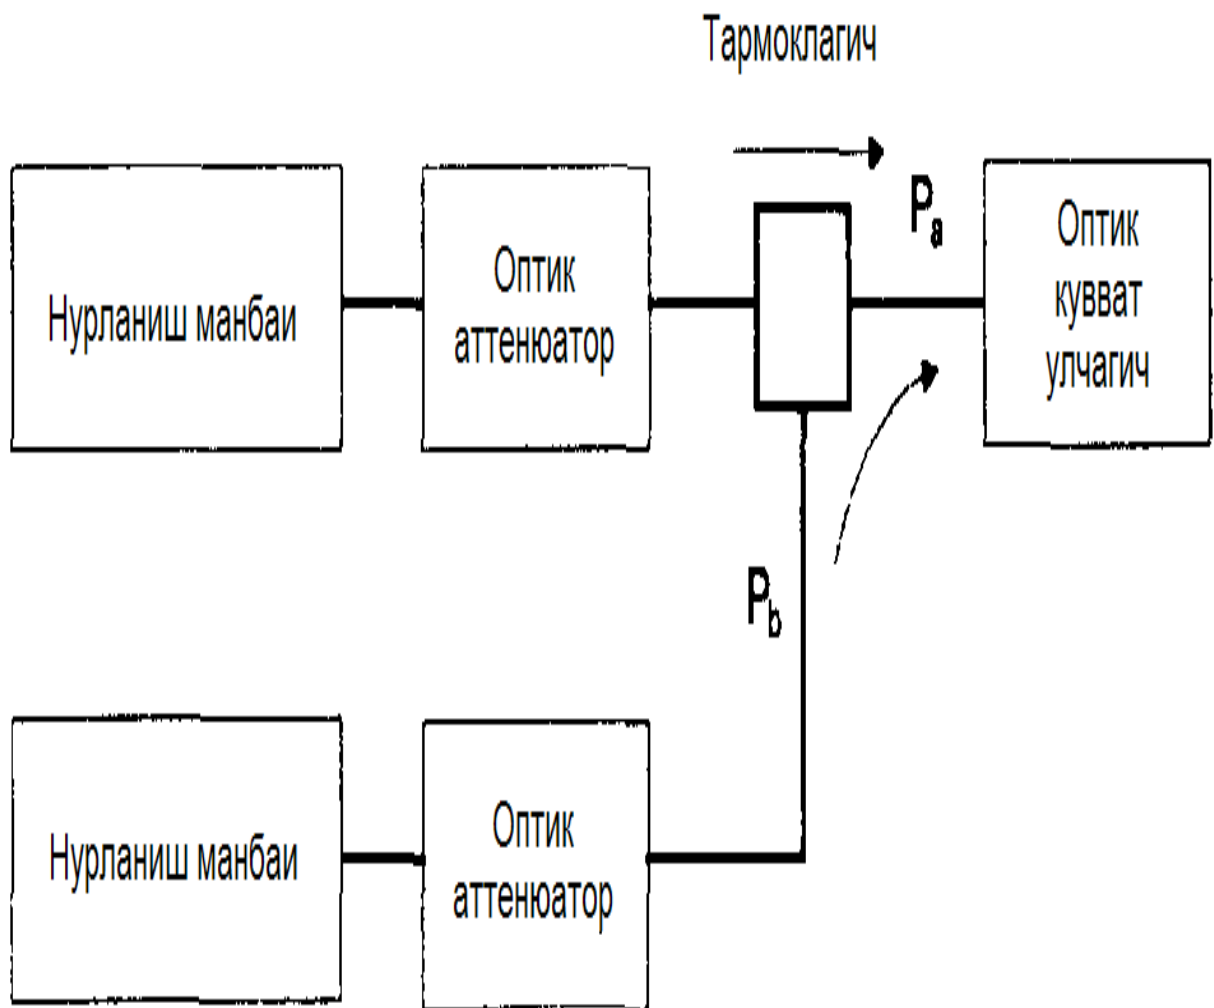 Тармоклагич
Нурланиш манбаи
Оптик
аттенюатор
Pa
Оптик
кувват
улчагич
Pb
Нурланиш манбаи
Оптик
аттенюатор